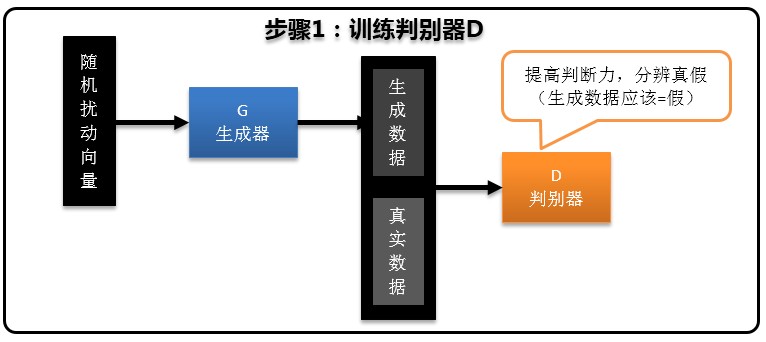 步骤1：训练判别器D
随机扰动向量
G
生成器
生成数据
真实数据
提高判断力，分辨真假
（生成数据应该=假）
D
判别器